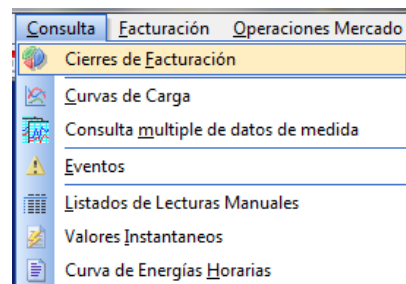 Consulta Facturación Operaciones Mercado
Cierres de Facturación
Curvas de Carga
Consulta multiple de datos de medida
Eventos
Listados de Lecturas Manuales
Valores Instantaneos
Curva de Energías Horarias